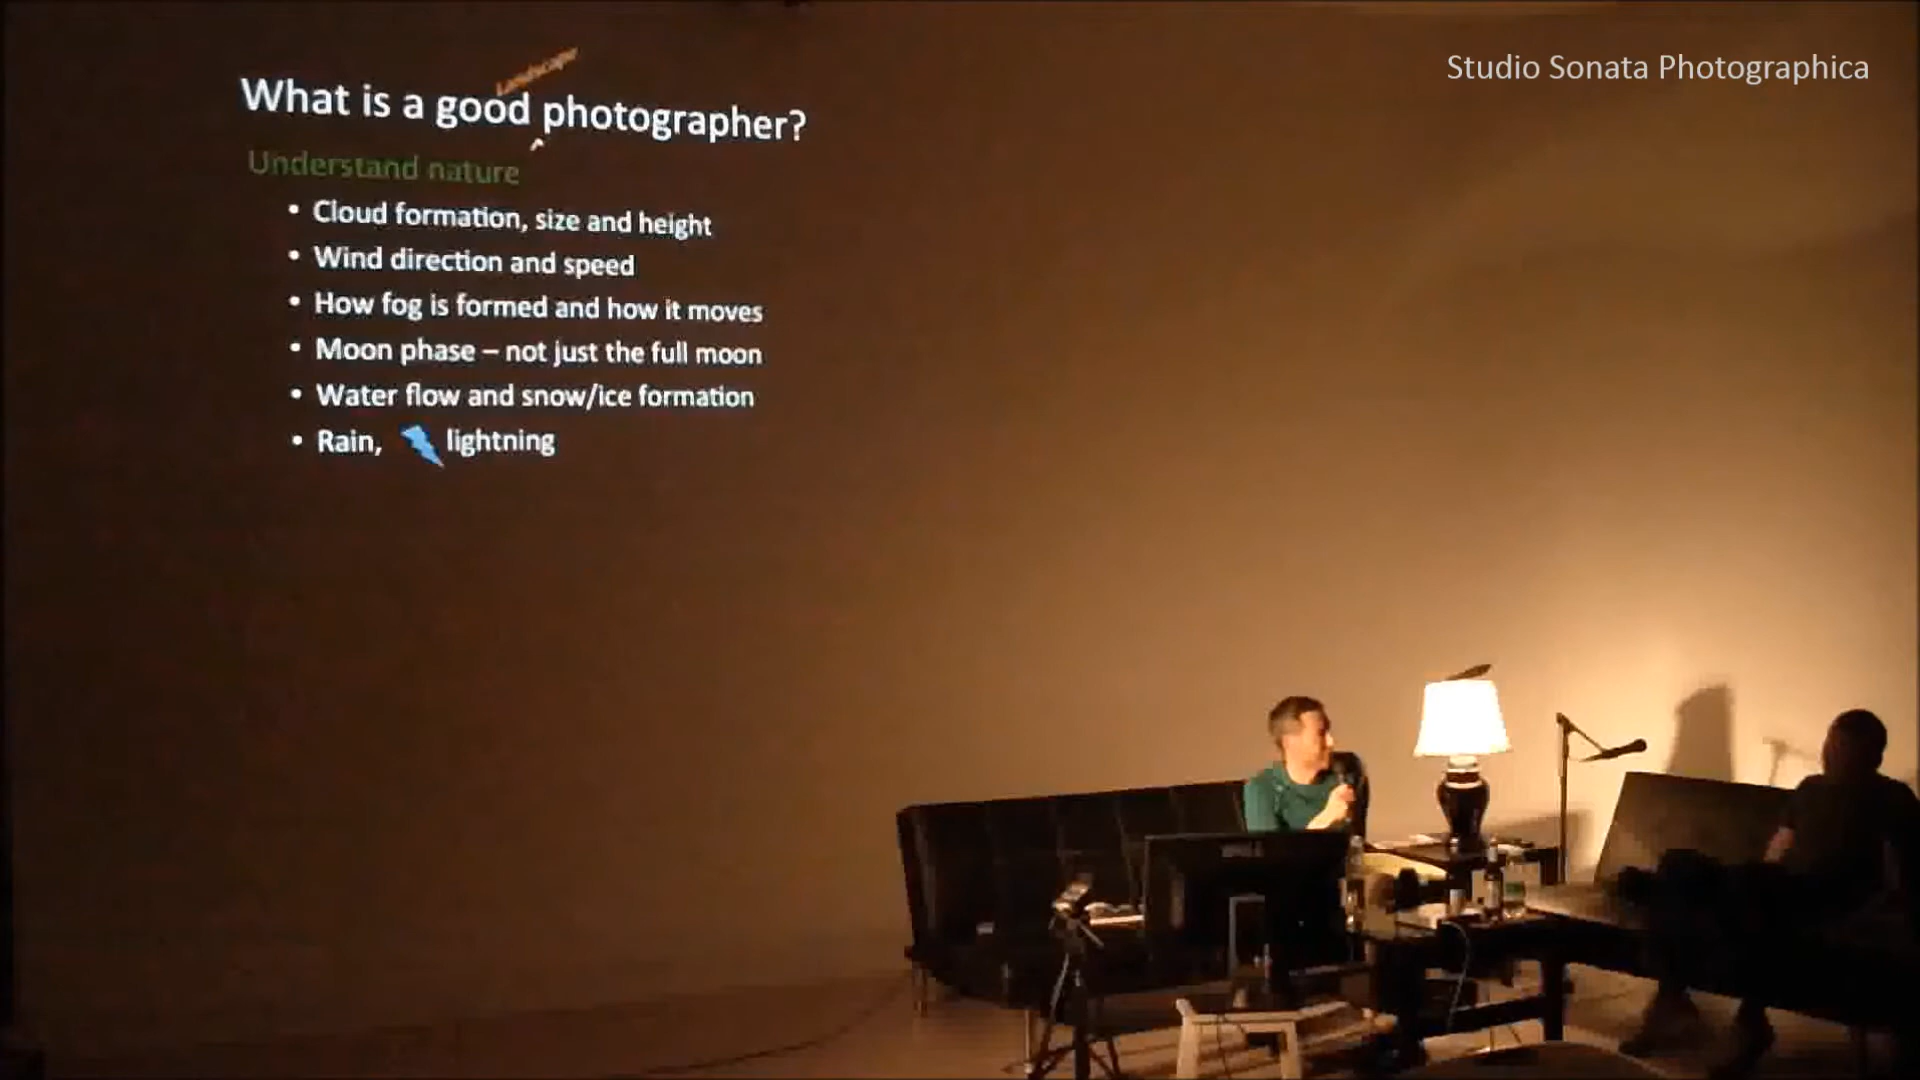 Studio Sonata Photographica
Landscape
What is a good photographer?
^
Understand nature
• Cloud formation, size and height
• Wind direction and speed
• How fog is formed and how it moves
• Moon phase – not just the full moon
• Water flow and snow/ice formation
• Rain, lightning